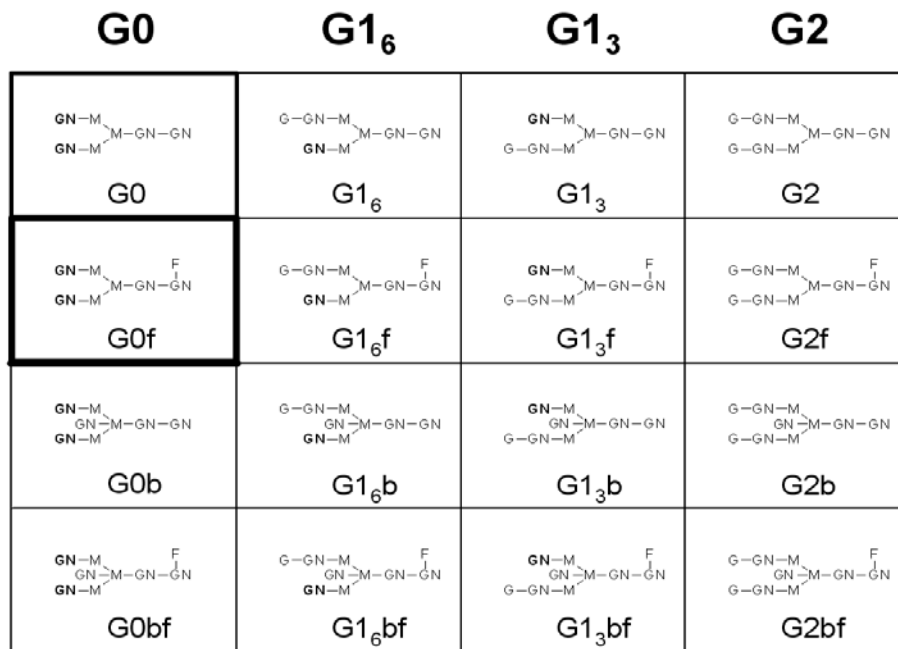 G0 G1₆ G1₃ G2
GN–M G–GN–M GN–M G–GN–M
M–GN–GN M–GN–GN M–GN–GN M–GN–GN
GN–M GN–M G–GN–M G–GN–M
G0 G1₆ G1₃ G2
F F F F
GN–M G–GN–M GN–M G–GN–M
M–GN–GN M–GN–GN M–GN–GN M–GN–GN
GN–M GN–M G–GN–M G–GN–M
G0f G1₆f G1₃f G2f
GN–M G–GN–M GN–M G–GN–M
GN–M–GN–GN GN–M–GN–GN GN–M–GN–GN GN–M–GN–GN
GN–M GN–M G–GN–M G–GN–M
G0b G1₆b G1₃b G2b
F F F F
GN–M G–GN–M GN–M G–GN–M
GN–M–GN–GN GN–M–GN–GN GN–M–GN–GN GN–M–GN–GN
GN–M GN–M G–GN–M G–GN–M
G0bf G1₆bf G1₃bf G2bf